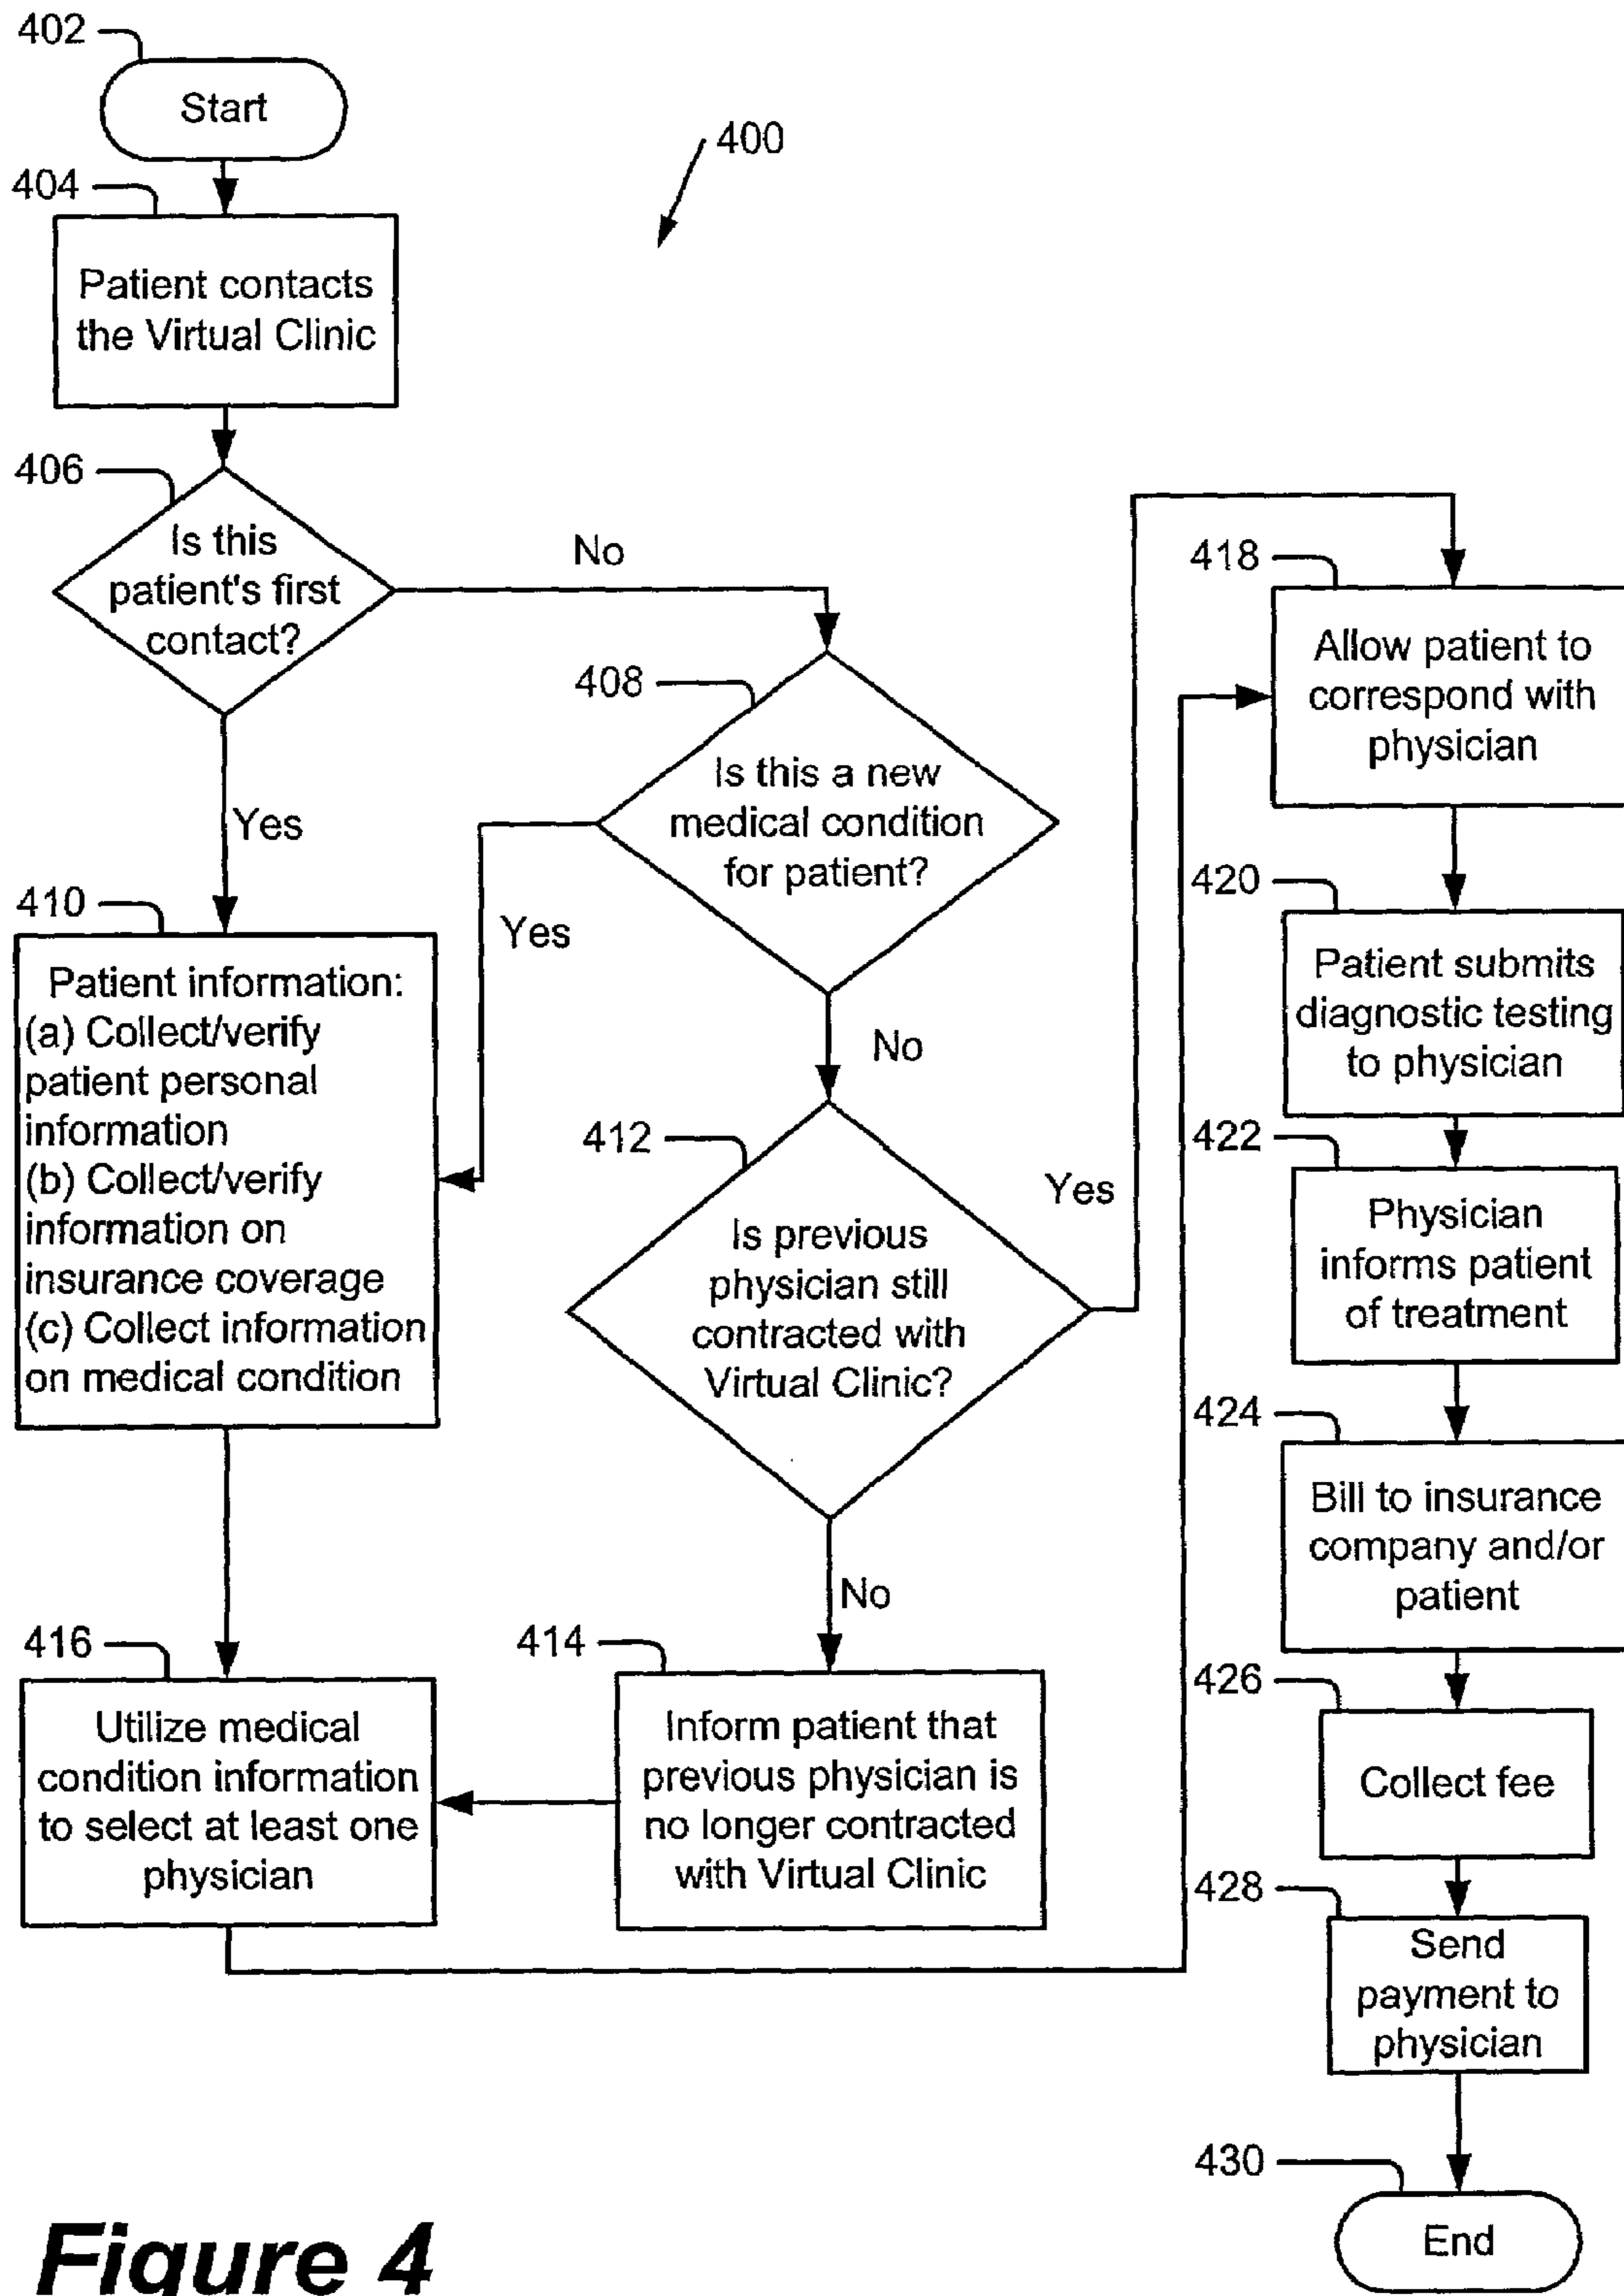 402
Start
400
404
Patient contacts
the Virtual Clinic
406
Is this
patient's first
contact?
No
Yes
408
Is this a new
medical condition
for patient?
Yes
No
410
Patient information:
(a) Collect/verify
patient personal
information
(b) Collect/verify
information on
insurance coverage
(c) Collect information
on medical condition
412
Is previous
physician still
contracted with
Virtual Clinic?
Yes
No
414
Inform patient that
previous physician is
no longer contracted
with Virtual Clinic
416
Utilize medical
condition information
to select at least one
physician
418
Allow patient to
correspond with
physician
420
Patient submits
diagnostic testing
to physician
422
Physician
informs patient
of treatment
424
Bill to insurance
company and/or
patient
426
Collect fee
428
Send
payment to
physician
430
End
Figure 4